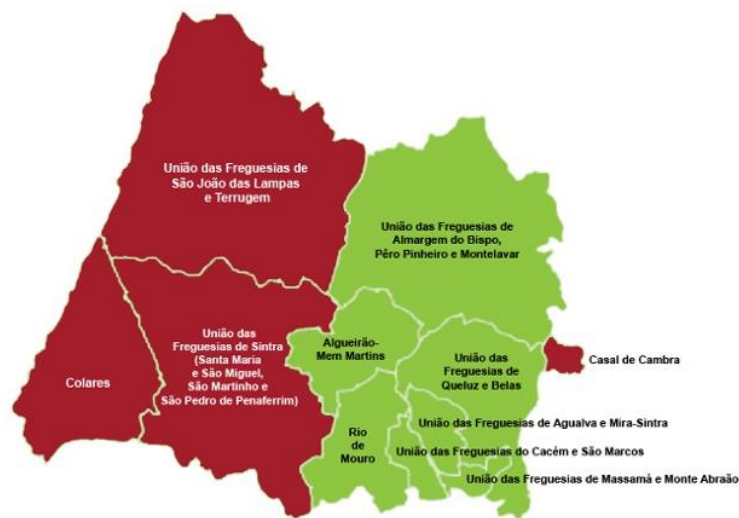 União das Freguesias de
São João das Lampas
e Terrugem
União das Freguesias de
Almargem do Bispo,
Pêro Pinheiro e Montelavar
União das
Freguesias de Sintra
(Santa Maria
e São Miguel,
São Martinho e
São Pedro de Penaferrim)
Algueirão-
Mem Martins
Colares
União das
Freguesias de
Queluz e Belas
Casal de Cambra
Rio
de
Mouro
União das Freguesias de Agualva e Mira-Sintra
União das Freguesias do Cacém e São Marcos
União das Freguesias de Massamá e Monte Abraão